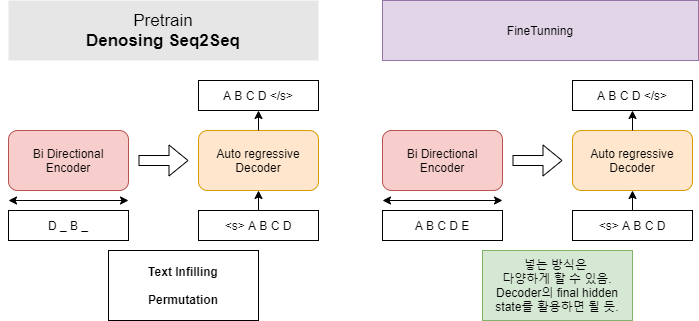 Pretrain
Denosing Seq2Seq
A B C D </s>
Bi Directional
Encoder
Auto regressive
Decoder
D _ B _
<s> A B C D
Text Infilling
Permutation
FineTunning
A B C D </s>
Bi Directional
Encoder
Auto regressive
Decoder
A B C D E
<s> A B C D
넣는 방식은
다양하게 할 수 있음.
Decoder의 final hidden
state를 활용하면 될 듯.